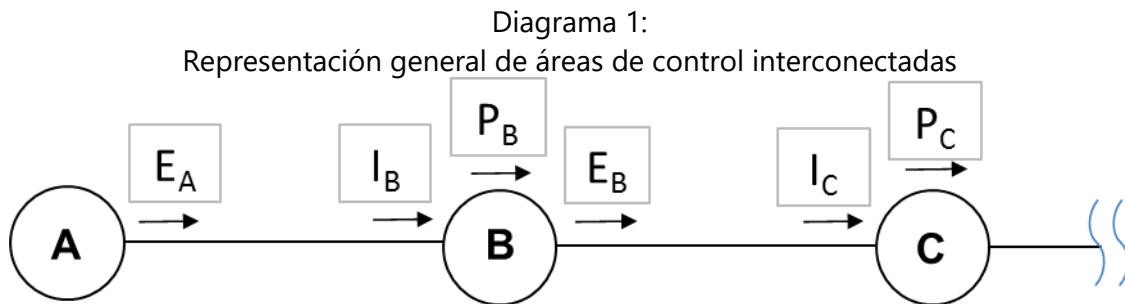 Diagrama 1:
Representación general de áreas de control interconectadas
E_A
I_B
P_B
E_B
I_C
P_C
A
B
C